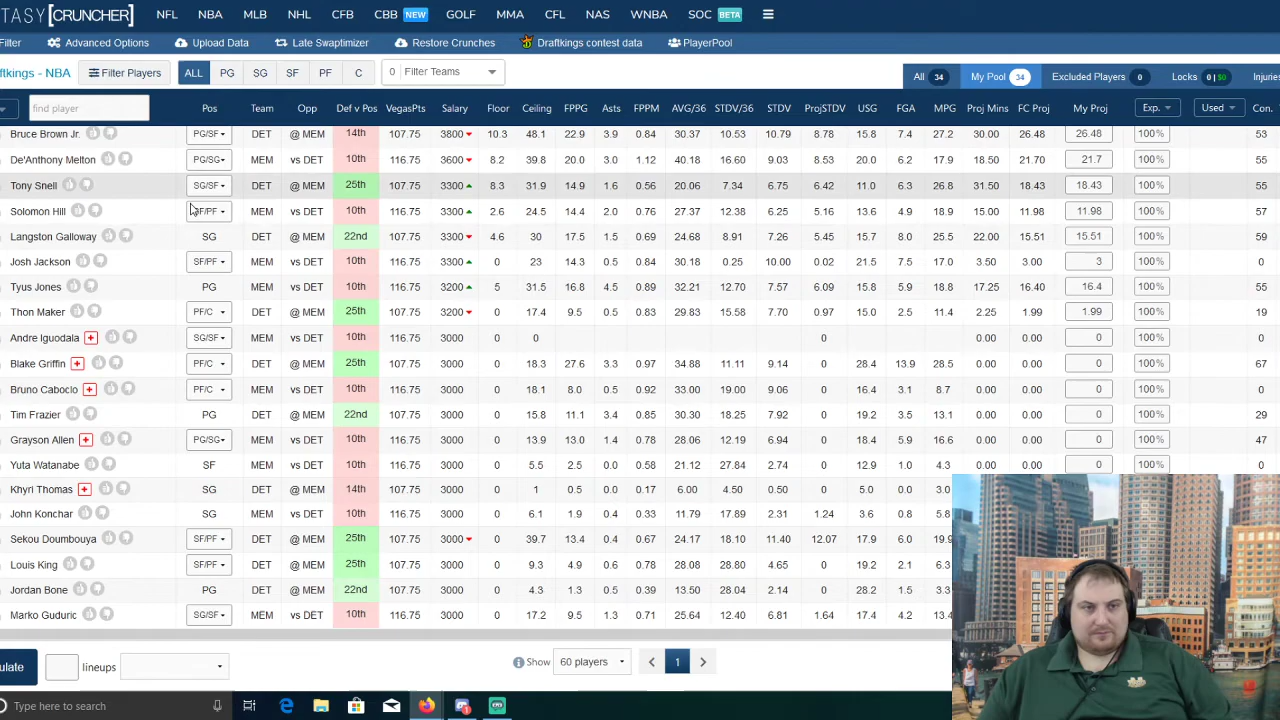 TASY [CRUNCHER] NFL NBA MLB NHL CFB CBB NEW GOLF MMA CFL NAS WNBA SOC BETA
Filter Advanced Options Upload Data Late Swaptimizer Restore Crunches Draftkings contest data PlayerPool
ftkings - NBA Filter Players ALL PG SG SF PF C 0 Filter Teams All 34 My Pool 34 Excluded Players 0 Locks 0 | $0 Injuries
find player Pos Team Opp Def v Pos VegasPts Salary Floor Ceiling FPPG Asts FPPM AVG/36 STDV/36 STDV ProjSTDV USG FGA MPG Proj Mins FC Proj My Proj Exp. Used Con.
Bruce Brown Jr. PG/SF DET @ MEM 14th 107.75 3800 10.3 48.1 22.9 3.9 0.84 30.37 10.53 10.79 8.78 15.8 7.4 27.2 30.00 26.48 26.48 100% 53
De'Anthony Melton PG/SG MEM vs DET 10th 116.75 3600 8.2 39.8 20.0 3.0 1.12 40.18 16.60 9.03 8.53 20.0 6.2 17.9 18.50 21.70 21.7 100% 55
Tony Snell SG/SF DET @ MEM 25th 107.75 3300 8.3 31.9 14.9 1.6 0.56 20.06 7.34 6.75 6.42 11.0 6.3 26.8 31.50 18.43 18.43 100% 55
Solomon Hill SF/PF MEM vs DET 10th 116.75 3300 2.6 24.5 14.4 2.0 0.76 27.37 12.38 6.25 5.16 13.6 4.9 18.9 15.00 11.98 11.98 100% 57
Langston Galloway SG DET @ MEM 22nd 107.75 3300 4.6 30 17.5 1.5 0.69 24.68 8.91 7.26 5.45 15.7 8.0 25.5 22.00 15.51 15.51 100% 59
Josh Jackson SF/PF MEM vs DET 10th 116.75 3300 0 23 14.3 0.5 0.84 30.18 0.25 10.00 0.02 21.5 7.5 17.0 3.50 3.00 3 100% 0
Tyus Jones PG MEM vs DET 10th 116.75 3200 5 31.5 16.8 4.5 0.89 32.21 12.70 7.57 6.09 15.8 5.9 18.8 17.25 16.40 16.4 100% 55
Thon Maker PF/C DET @ MEM 25th 107.75 3200 0 17.4 9.5 0.5 0.83 29.83 15.58 7.70 0.97 15.0 2.5 11.4 2.25 1.99 1.99 100% 19
Andre Iguodala SG/SF MEM vs DET 10th 116.75 3000 0 0 0 0.00 0.00 0 100% 0
Blake Griffin PF/C DET @ MEM 25th 107.75 3000 0 18.3 27.6 3.3 0.97 34.88 11.11 9.14 0 28.4 13.9 28.5 0.00 0.00 0 100% 67
Bruno Caboclo PF/C MEM vs DET 10th 116.75 3000 0 18.1 8.0 0.5 0.92 33.00 19.00 9.06 0 16.4 3.1 8.7 0.00 0.00 0 100% 0
Tim Frazier PG DET @ MEM 22nd 107.75 3000 0 15.8 11.1 3.4 0.85 30.30 18.25 7.92 0 19.2 3.5 13.1 0.00 0.00 0 100% 29
Grayson Allen PG/SG MEM vs DET 10th 116.75 3000 0 13.9 13.0 1.4 0.78 28.06 12.19 6.94 0 18.4 5.9 16.6 0.00 0.00 0 100% 47
Yuta Watanabe SF MEM vs DET 10th 116.75 3000 0 5.5 2.5 0.0 0.58 21.12 27.84 2.74 0 12.9 1.0 4.3 0.00 0.00 0 100% 0
Khyri Thomas SG DET @ MEM 14th 107.75 3000 0 1 0.5 0.0 0.17 6.00 4.50 0.50 0 5.0 0.0 3.0
John Konchar SG MEM vs DET 10th 116.75 3000 0 6.1 1.9 0.4 0.33 11.79 17.89 2.31 1.24 3.6 0.8 5.8
Sekou Doumbouya SF/PF DET @ MEM 25th 107.75 3000 0 39.7 13.4 0.4 0.67 24.17 18.10 11.40 12.07 17.9 6.0 19.9
Louis King SF/PF DET @ MEM 25th 107.75 3000 0 9.3 4.9 0.6 0.78 28.08 28.80 4.65 0 19.2 2.1 6.3
Jordan Bone PG DET @ MEM 22nd 107.75 3000 0 4.3 1.3 0.5 0.39 13.50 28.04 2.14 0 28.2 1.5 3.3
Marko Guduric SG/SF MEM vs DET 10th 116.75 3000 0 17.2 9.5 1.3 0.71 25.64 12.40 6.81 1.64 17.4 4.2 13.4
ulate lineups Show 60 players 1
Type here to search